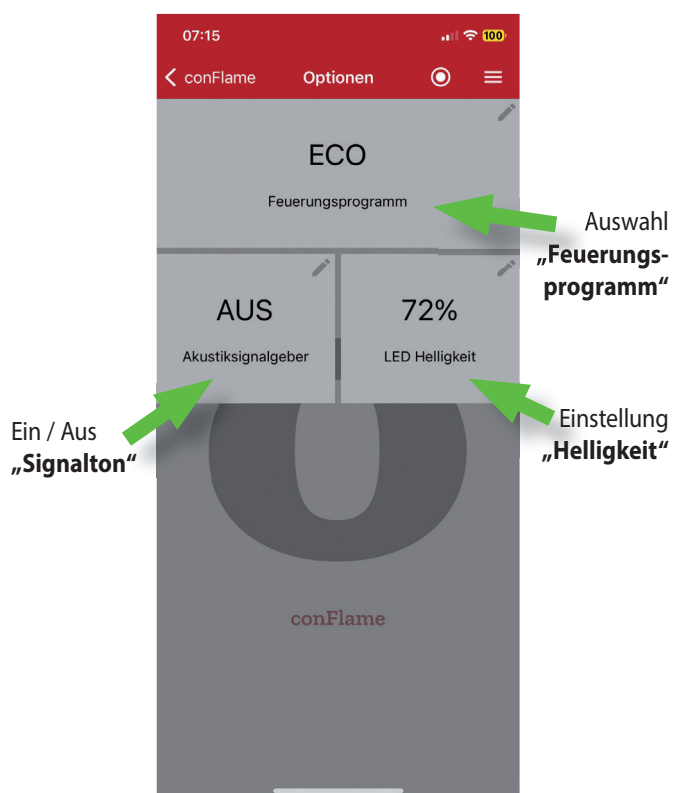 07:15
100
conFlame Optionen
ECO
Feuerungsprogramm
Auswahl
„Feuerungs-
programm“
AUS
Akustiksignalgeber
72%
LED Helligkeit
Ein / Aus
„Signalton“
Einstellung
„Helligkeit“
conFlame